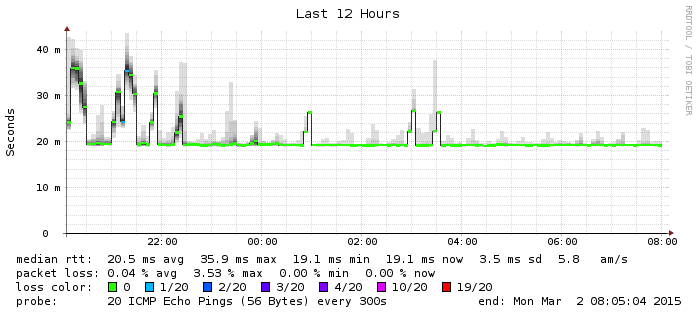 Last 12 Hours
RRDTOOL / TOBI OETIKER
Seconds
40 m
30 m
20 m
10 m
0
22:00 00:00 02:00 04:00 06:00 08:00
median rtt: 20.5 ms avg 35.9 ms max 19.1 ms min 19.1 ms now 3.5 ms sd 5.8 am/s
packet loss: 0.04 % avg 3.53 % max 0.00 % min 0.00 % now
loss color: 0 1/20 2/20 3/20 4/20 10/20 19/20
probe: 20 ICMP Echo Pings (56 Bytes) every 300s end: Mon Mar 2 08:05:04 2015